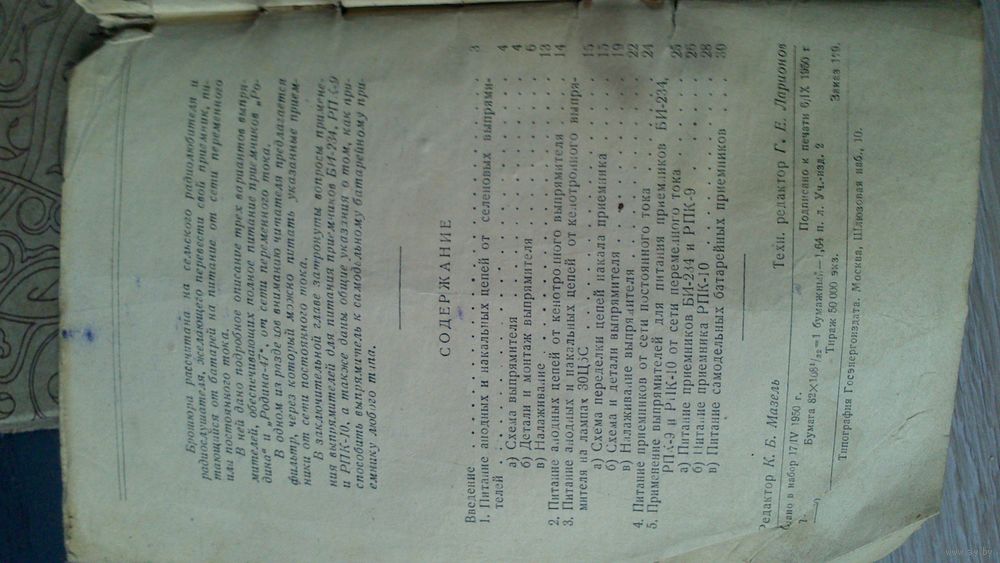 Брошюра рассчитана на сельского радиолюбителя и
радиослушателя, желающего перевести свой приемник, пи-
тающийся от батарей на питание от сети переменного
или постоянного тока.
В ней дано подробное описание трех вариантов выпря-
мителей, обеспечивающих полное питание приемников „Ро-
дина“ и „Родина-47“ от сети переменного тока.
В одном из разделов вниманию читателя предлагается
фильтр, через который можно питать указанные прием-
ники от сети постоянного тока.
В заключительной главе затронуты вопросы примене-
ния выпрямителей для питания приемников БИ-234, РПК-9
и РПК-10, а также даны общие указания о том, как при-
способить выпрямитель к самодельному батарейному при-
емнику любого типа.
СОДЕРЖАНИЕ
Введение 3
1. Питание анодных и накальных цепей от селеновых выпрями-
телей . . . . . . . . . . 4
а) Схема выпрямителя . . . . . . . . . . 4
б) Детали и монтаж выпрямителя . . . . . . . . . . 6
в) Налаживание . . . . . . . . . . 13
2. Питание анодных цепей от кенотронного выпрямителя . . 14
3. Питание анодных и накальных цепей от кенотронного выпря-
мителя на лампах 30Ц3С . . . . . . . . . . 15
а) Схема переделки цепей накала приемника . . . . . 15
б) Схема и детали выпрямителя . . . . . . . . . . 19
в) Налаживание выпрямителя . . . . . . . . . . 22
4. Питание приемников от сети постоянного тока . . . . . 24
5. Применение выпрямителей для питания приемников БИ-234,
РПК-9 и РПК-10 от сети переменного тока . . . . . 25
а) Питание приемников БИ-234 и РПК-9 . . . . . 26
б) Питание приемника РПК-10 . . . . . 28
в) Питание самодельных батарейных приемников . . . . . 30
Редактор К. Б. Мазель Техн. редактор Г. Е. Ларионов
Сдано в набор 17/IV 1950 г. Подписано к печати 6/IX 1950 г
Бумага 82×108¹/₃₂=1 бумажный—1,64 п. л. Уч.-изд. 2
Тираж 50 000 экз. Заказ
Типография Госэнергоиздата. Москва, Шлюзовая наб., 10.
www.ay.by